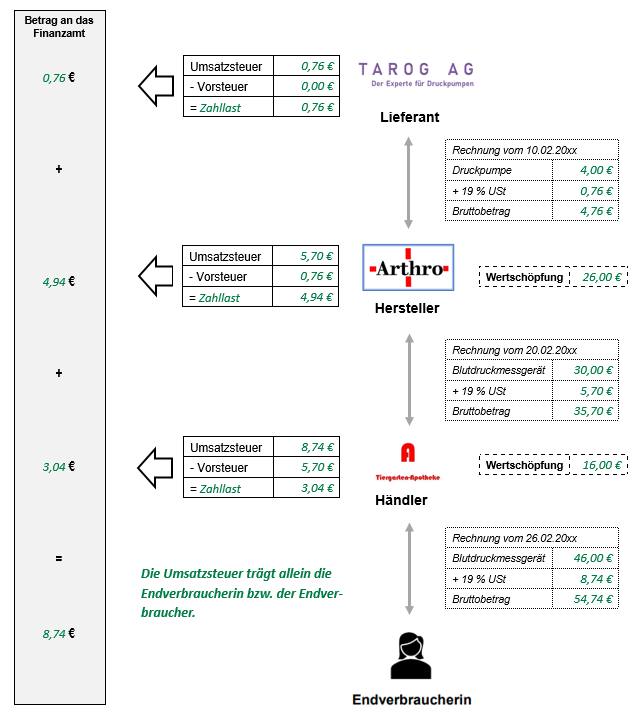 Betrag an das
Finanzamt
0,76 €
+
4,94 €
+
3,04 €
=
8,74 €
Umsatzsteuer 0,76 €
- Vorsteuer 0,00 €
= Zahllast 0,76 €
TAROG AG
Der Experte für Druckpumpen
Lieferant
Rechnung vom 10.02.20xx
Druckpumpe 4,00 €
+ 19 % USt 0,76 €
Bruttobetrag 4,76 €
Umsatzsteuer 5,70 €
- Vorsteuer 0,76 €
= Zahllast 4,94 €
Arthro
Hersteller
Wertschöpfung 26,00 €
Rechnung vom 20.02.20xx
Blutdruckmessgerät 30,00 €
+ 19 % USt 5,70 €
Bruttobetrag 35,70 €
Umsatzsteuer 8,74 €
- Vorsteuer 5,70 €
= Zahllast 3,04 €
Tiergarten-Apotheke
Händler
Wertschöpfung 16,00 €
Rechnung vom 26.02.20xx
Blutdruckmessgerät 46,00 €
+ 19 % USt 8,74 €
Bruttobetrag 54,74 €
Die Umsatzsteuer trägt allein die
Endverbraucherin bzw. der Endver-
braucher.
Endverbraucherin